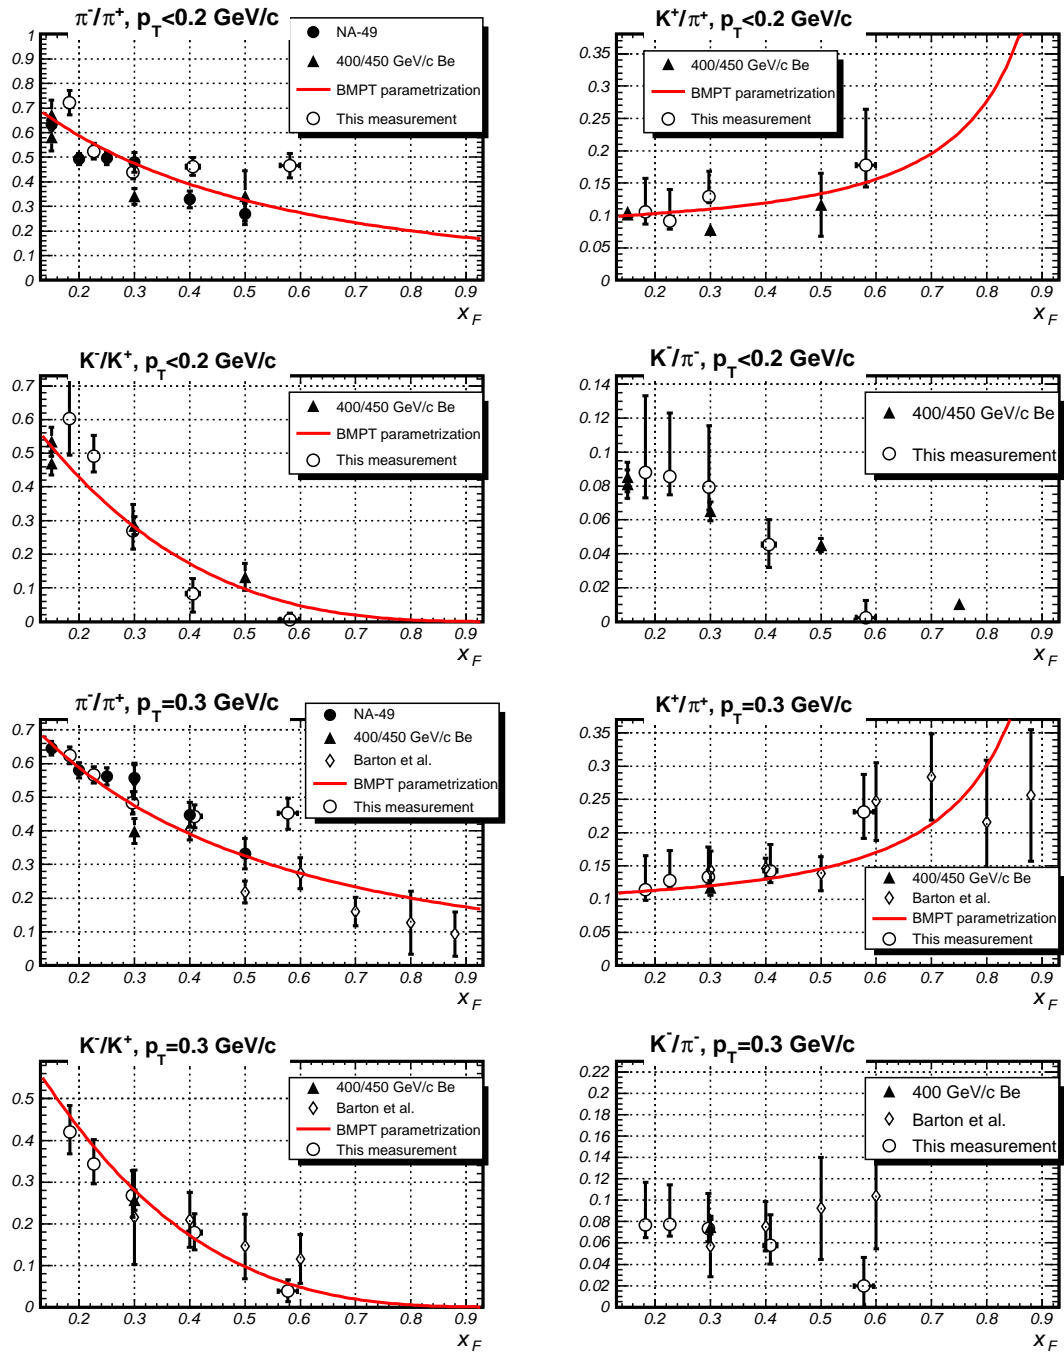 π⁻/π⁺, p_T<0.2 GeV/c
NA-49
400/450 GeV/c Be
BMPT parametrization
This measurement
1
0.9
0.8
0.7
0.6
0.5
0.4
0.3
0.2
0.1
0
0.2 0.3 0.4 0.5 0.6 0.7 0.8 0.9
x_F
K⁺/π⁺, p_T<0.2 GeV/c
400/450 GeV/c Be
BMPT parametrization
This measurement
0.35
0.3
0.25
0.2
0.15
0.1
0.05
0
0.2 0.3 0.4 0.5 0.6 0.7 0.8 0.9
x_F
K⁻/K⁺, p_T<0.2 GeV/c
400/450 GeV/c Be
BMPT parametrization
This measurement
0.7
0.6
0.5
0.4
0.3
0.2
0.1
0
0.2 0.3 0.4 0.5 0.6 0.7 0.8 0.9
x_F
K⁻/π⁻, p_T<0.2 GeV/c
400/450 GeV/c Be
This measurement
0.14
0.12
0.1
0.08
0.06
0.04
0.02
0
0.2 0.3 0.4 0.5 0.6 0.7 0.8 0.9
x_F
π⁻/π⁺, p_T=0.3 GeV/c
NA-49
400/450 GeV/c Be
Barton et al.
BMPT parametrization
This measurement
0.7
0.6
0.5
0.4
0.3
0.2
0.1
0
0.2 0.3 0.4 0.5 0.6 0.7 0.8 0.9
x_F
K⁺/π⁺, p_T=0.3 GeV/c
0.35
0.3
0.25
0.2
0.15
0.1
0.05
0
400/450 GeV/c Be
Barton et al.
BMPT parametrization
This measurement
0.2 0.3 0.4 0.5 0.6 0.7 0.8 0.9
x_F
K⁻/K⁺, p_T=0.3 GeV/c
400/450 GeV/c Be
Barton et al.
BMPT parametrization
This measurement
0.5
0.4
0.3
0.2
0.1
0
0.2 0.3 0.4 0.5 0.6 0.7 0.8 0.9
x_F
K⁻/π⁻, p_T=0.3 GeV/c
400 GeV/c Be
Barton et al.
This measurement
0.22
0.2
0.18
0.16
0.14
0.12
0.1
0.08
0.06
0.04
0.02
0
0.2 0.3 0.4 0.5 0.6 0.7 0.8 0.9
x_F